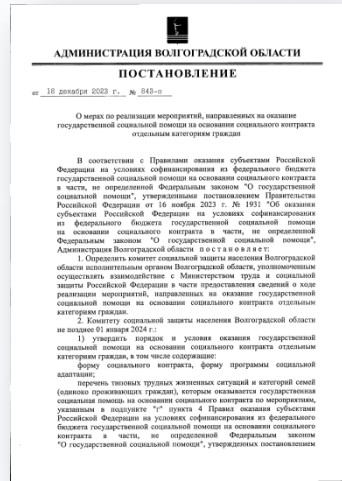 АДМИНИСТРАЦИЯ ВОЛГОГРАДСКОЙ ОБЛАСТИ
ПОСТАНОВЛЕНИЕ
от 18 декабря 2023 г. № 843-п
О мерах по реализации мероприятий, направленных на оказание
государственной социальной помощи на основании социального контракта
отдельным категориям граждан
В соответствии с Правилами оказания субъектами Российской
Федерации на условиях софинансирования из федерального бюджета
государственной социальной помощи на основании социального контракта
в части, не определенной Федеральным законом "О государственной
социальной помощи", утвержденными постановлением Правительства
Российской Федерации от 16 ноября 2023 г. № 1931 "Об оказании
субъектами Российской Федерации на условиях софинансирования
из федерального бюджета государственной социальной помощи
на основании социального контракта в части, не определенной
Федеральным законом "О государственной социальной помощи",
Администрация Волгоградской области п о с т а н о в л я е т:
1. Определить комитет социальной защиты населения Волгоградской
области исполнительным органом Волгоградской области, уполномоченным
осуществлять взаимодействие с Министерством труда и социальной
защиты Российской Федерации в части предоставления сведений о ходе
реализации мероприятий, направленных на оказание государственной
социальной помощи на основании социального контракта отдельным
категориям граждан.
2. Комитету социальной защиты населения Волгоградской области
не позднее 01 января 2024 г.:
1) утвердить порядок и условия оказания государственной
социальной помощи на основании социального контракта отдельным
категориям граждан, в том числе содержащие:
форму социального контракта, форму программы социальной
адаптации;
перечень типовых трудных жизненных ситуаций и категорий семей
(одиноко проживающих граждан), которым оказывается государственная
социальная помощь на основании социального контракта по мероприятиям,
указанным в подпункте "г" пункта 4 Правил оказания субъектами
Российской Федерации на условиях софинансирования из федерального
бюджета государственной социальной помощи на основании социального
контракта в части, не определенной Федеральным законом
"О государственной социальной помощи", утвержденных постановлением